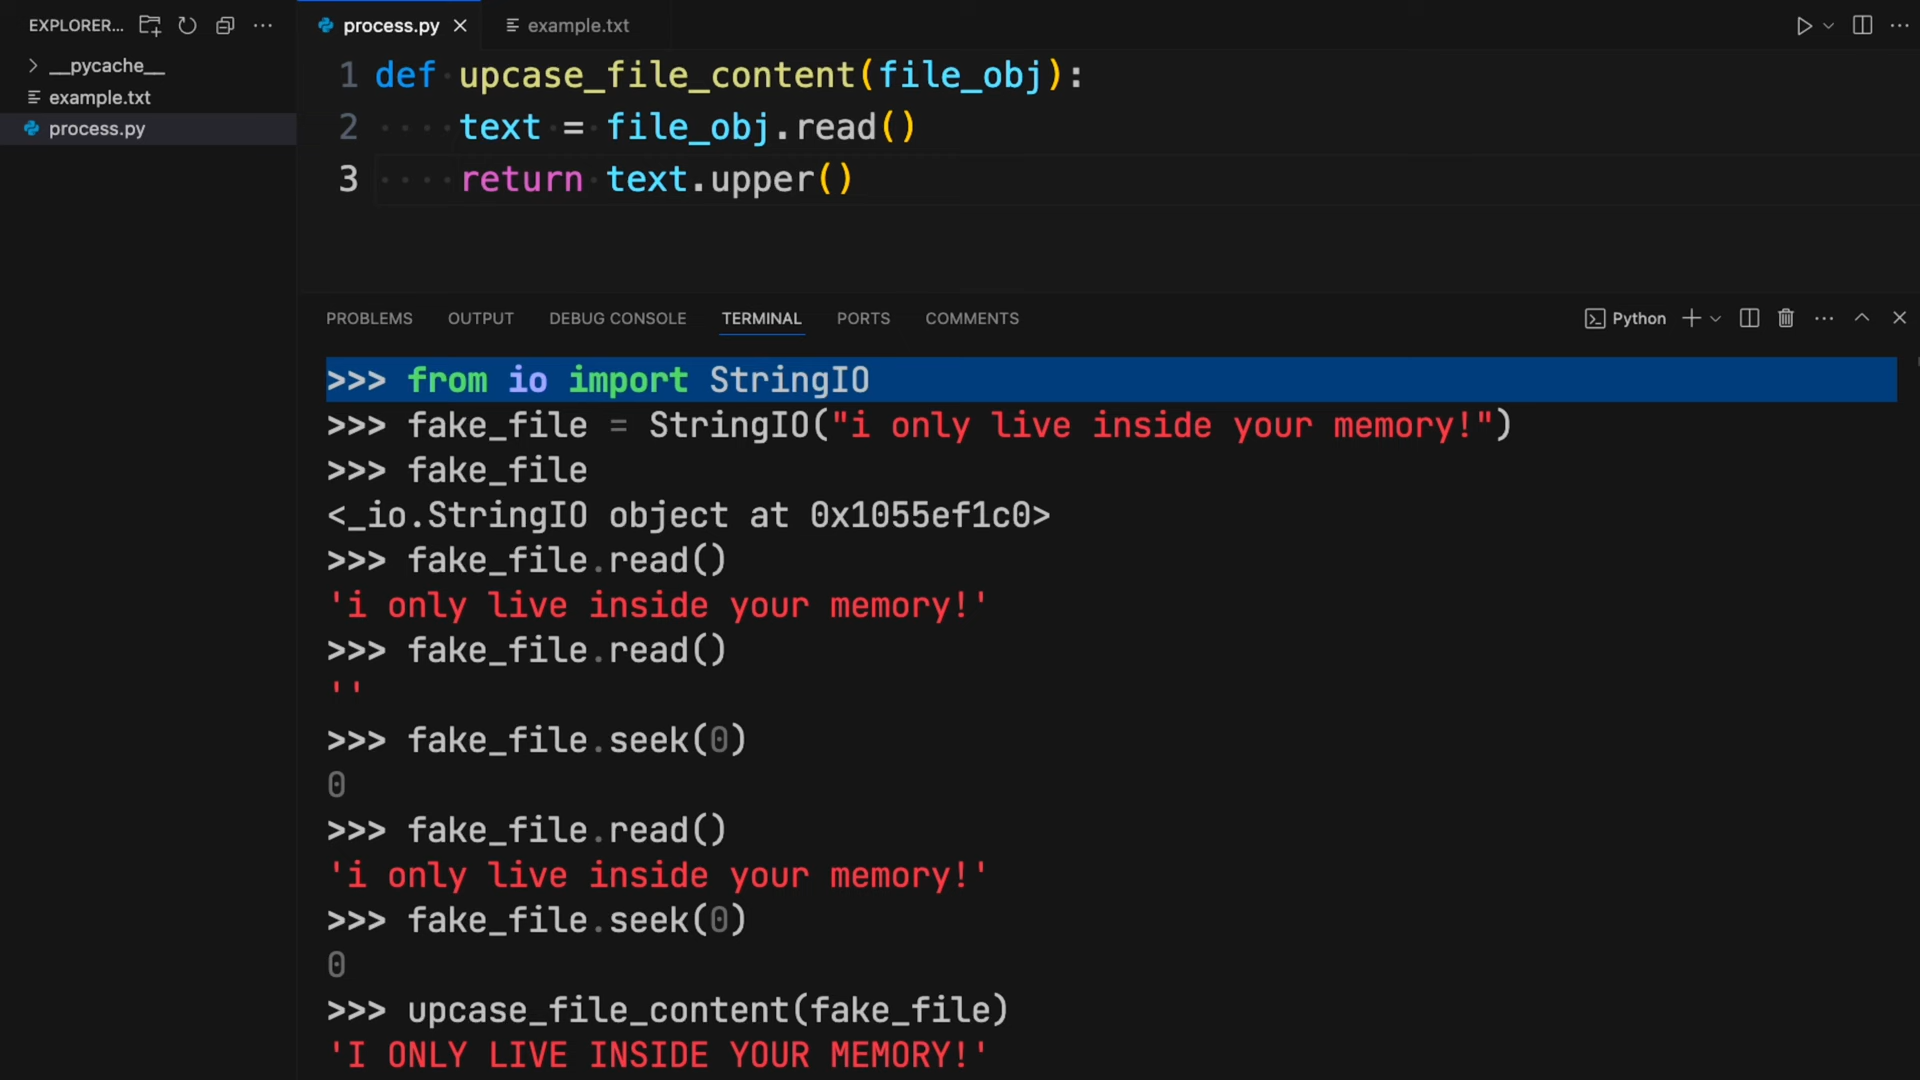 EXPLORER...
process.py
example.txt
__pycache__
example.txt
process.py
1 def upcase_file_content(file_obj):
2 text = file_obj.read()
3 return text.upper()
PROBLEMS OUTPUT DEBUG CONSOLE TERMINAL PORTS COMMENTS
Python
>>> from io import StringIO
>>> fake_file = StringIO("i only live inside your memory!")
>>> fake_file
<_io.StringIO object at 0x1055ef1c0>
>>> fake_file.read()
'i only live inside your memory!'
>>> fake_file.read()
''
>>> fake_file.seek(0)
0
>>> fake_file.read()
'i only live inside your memory!'
>>> fake_file.seek(0)
0
>>> upcase_file_content(fake_file)
'I ONLY LIVE INSIDE YOUR MEMORY!'